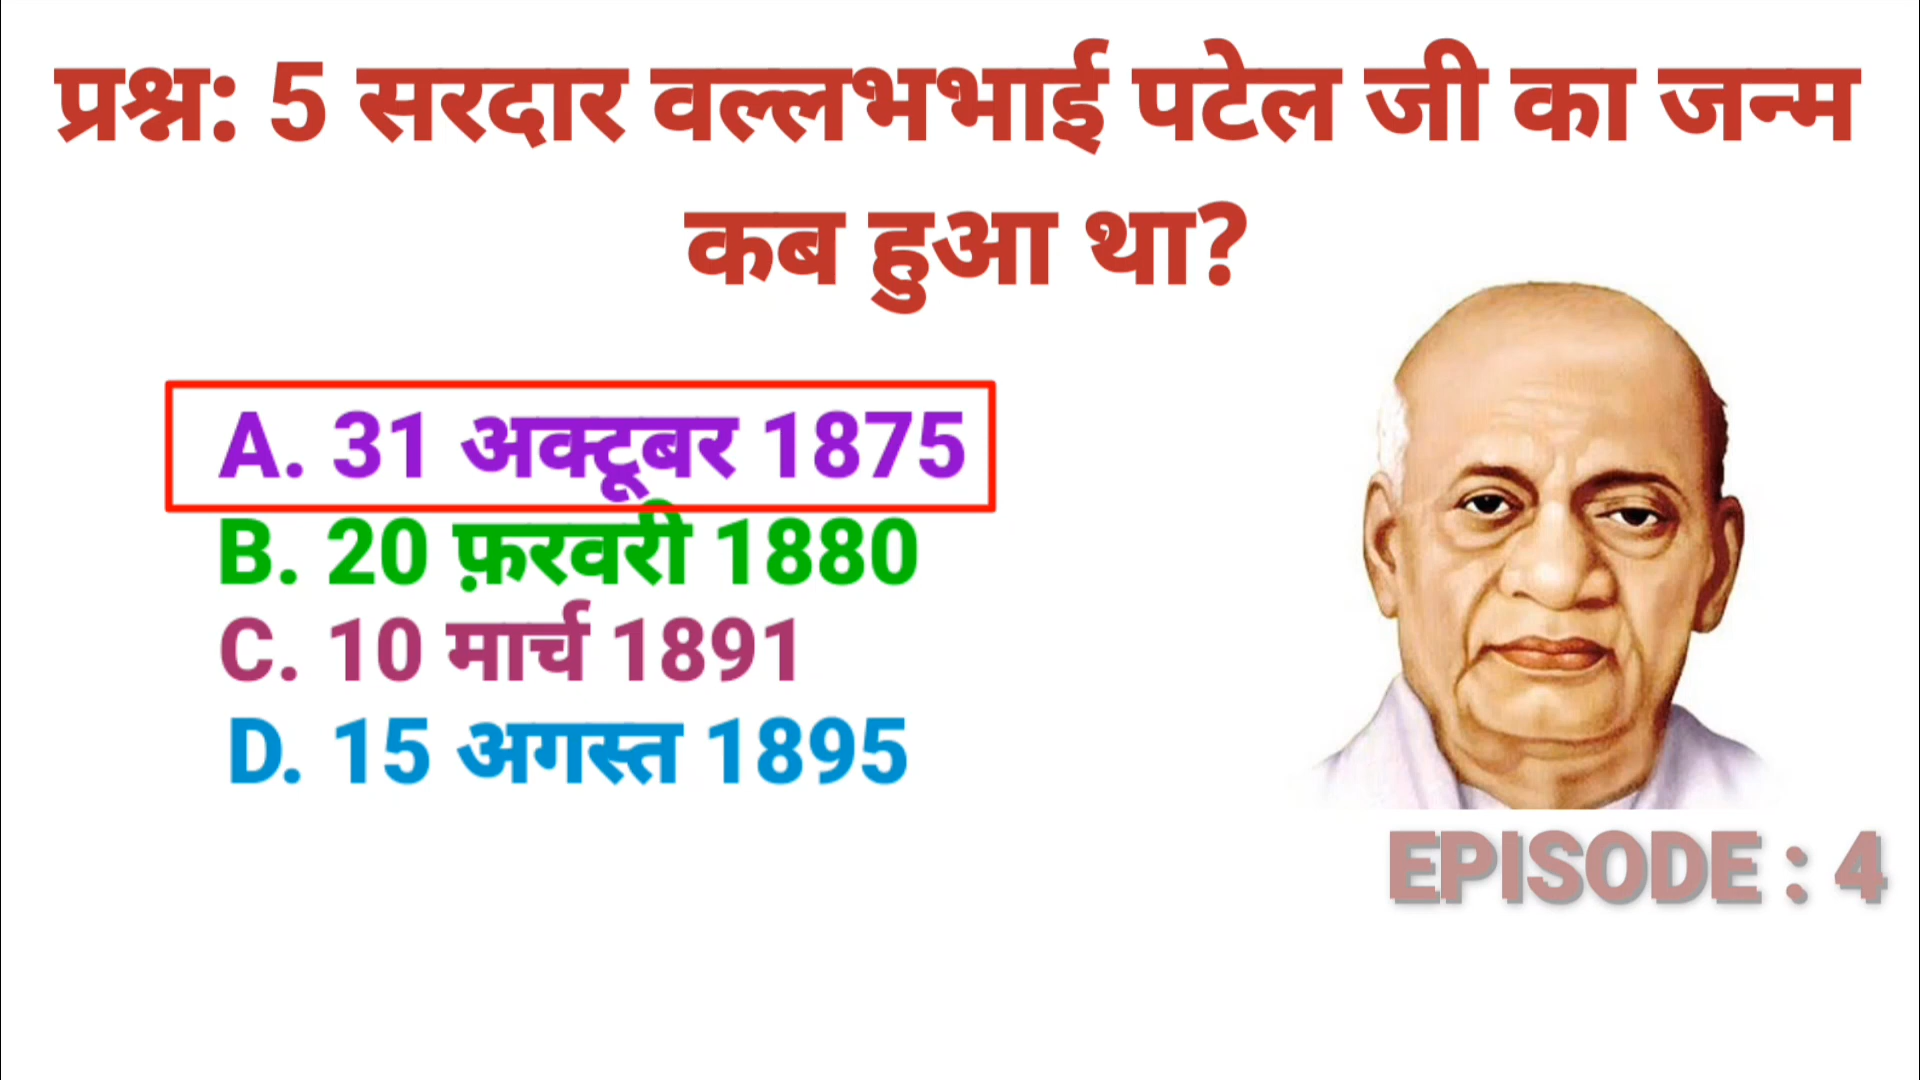 प्रश्न: 5 सरदार वल्लभभाई पटेल जी का जन्म
कब हुआ था?
A. 31 अक्टूबर 1875
B. 20 फ़रवरी 1880
C. 10 मार्च 1891
D. 15 अगस्त 1895
EPISODE : 4